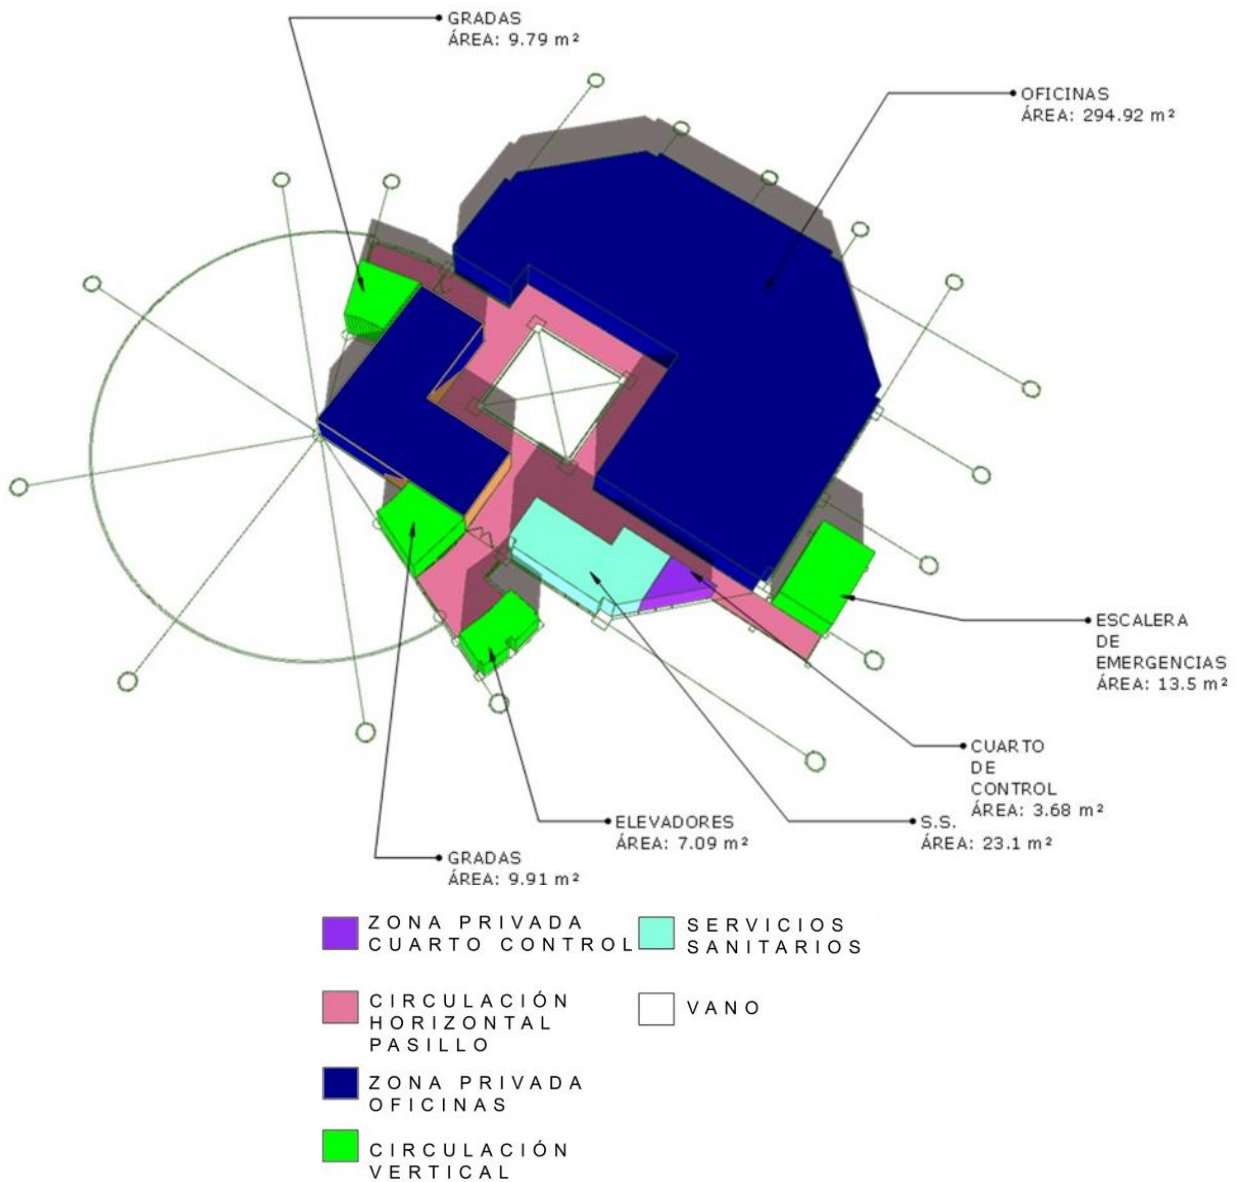 GRADAS
ÁREA: 9.79 m²
OFICINAS
ÁREA: 294.92 m²
ESCALERA
DE
EMERGENCIAS
ÁREA: 13.5 m²
CUARTO
DE
CONTROL
ÁREA: 3.68 m²
S.S.
ÁREA: 23.1 m²
ELEVADORES
ÁREA: 7.09 m²
GRADAS
ÁREA: 9.91 m²
ZONA PRIVADA
CUARTO CONTROL
SERVICIOS
SANITARIOS
CIRCULACIÓN
HORIZONTAL
PASILLO
VANO
ZONA PRIVADA
OFICINAS
CIRCULACIÓN
VERTICAL